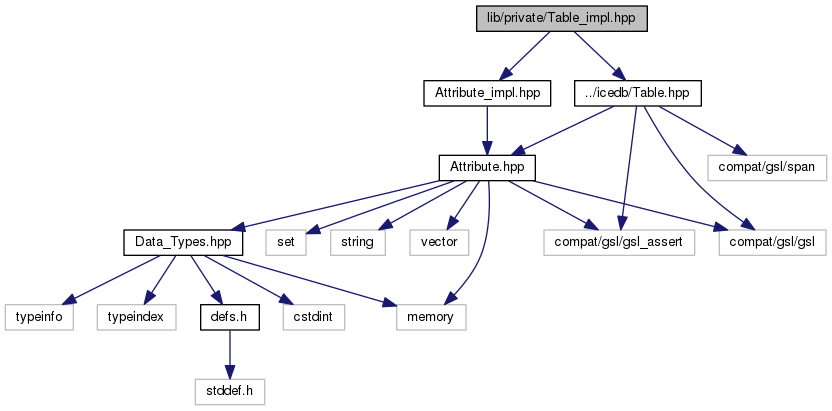 lib/private/Table_impl.hpp
Attribute_impl.hpp
../icedb/Table.hpp
Attribute.hpp
compat/gsl/span
Data_Types.hpp
set
string
vector
compat/gsl/gsl_assert
compat/gsl/gsl
typeinfo
typeindex
defs.h
cstdint
memory
stddef.h